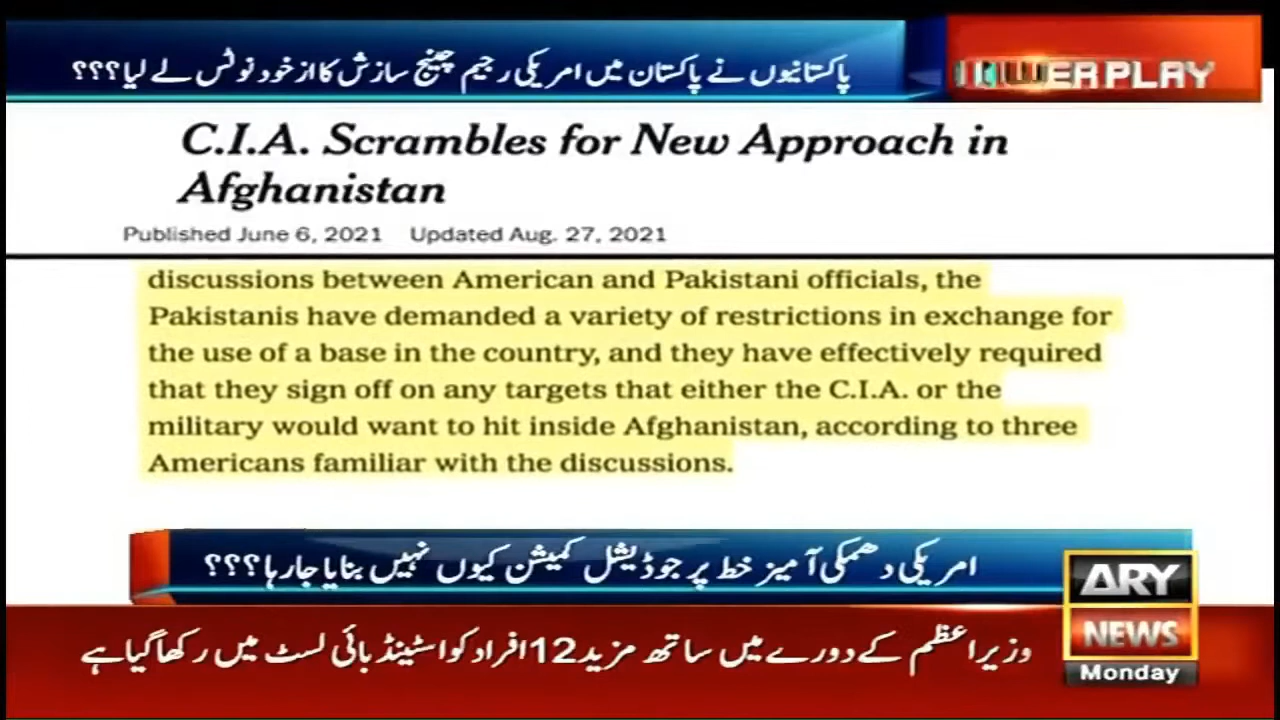 پاکستانیوں نے پاکستان میں امریکی رجیم چینج سازش کا از خود نوٹس لے لیا؟؟؟
ERPLAY
C.I.A. Scrambles for New Approach in
Afghanistan
Published June 6, 2021 Updated Aug. 27, 2021
discussions between American and Pakistani officials, the
Pakistanis have demanded a variety of restrictions in exchange for
the use of a base in the country, and they have effectively required
that they sign off on any targets that either the C.I.A. or the
military would want to hit inside Afghanistan, according to three
Americans familiar with the discussions.
امریکی دھمکی آمیز خط پر جوڈیشل کمیشن کیوں نہیں بنایا جا رہا؟؟؟
ARY
NEWS
Monday
وزیراعظم کے دورے میں ساتھ مزید 12 افراد کو اسٹینڈ بائی لسٹ میں رکھا گیا ہے